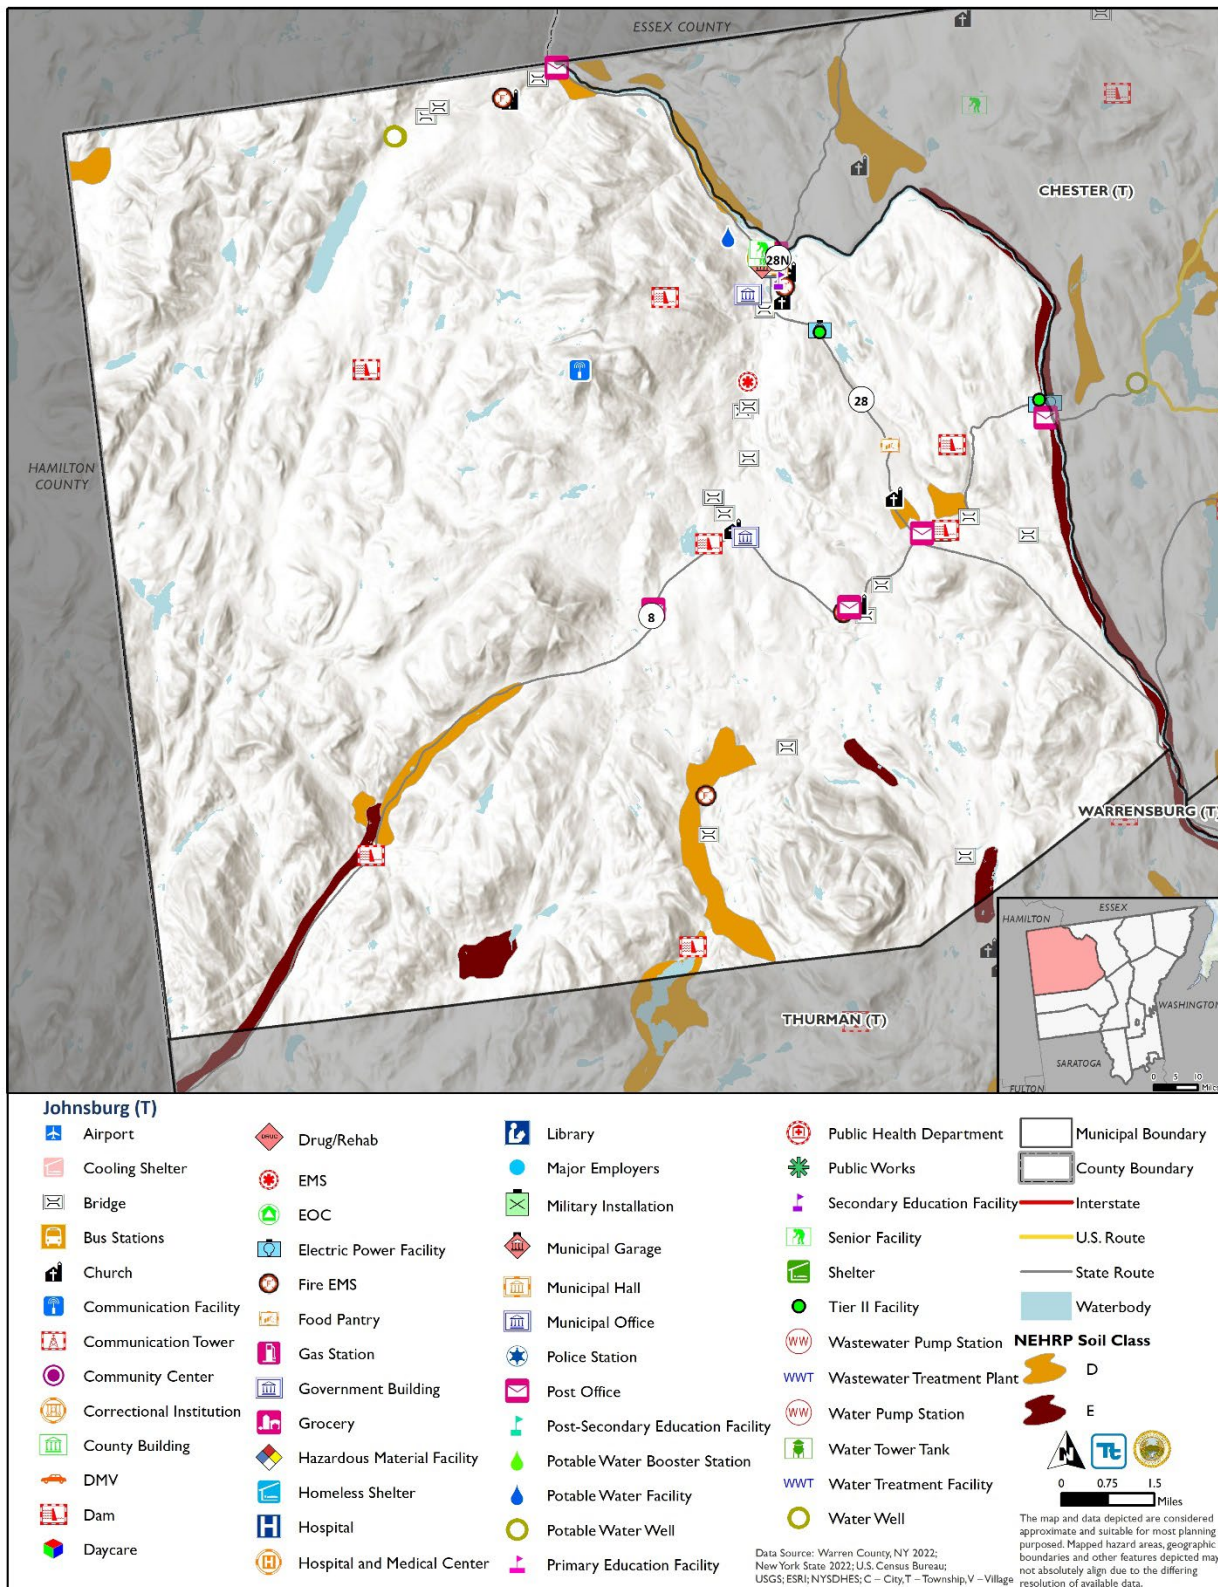 ESSEX COUNTY
CHESTER (T)
28N
28
HAMILTON
COUNTY
8
WARRENSBURG (T)
THURMAN (T)
HAMILTON
ESSEX
WASHINGTON
SARATOGA
FULTON
0 5 10
Miles
Johnsburg (T)
Airport
Cooling Shelter
Bridge
Bus Stations
Church
Communication Facility
Communication Tower
Community Center
Correctional Institution
County Building
DMV
Dam
Daycare
DRUG
Drug/Rehab
EMS
EOC
Electric Power Facility
F
Fire EMS
Food Pantry
Gas Station
Government Building
Grocery
Hazardous Material Facility
Homeless Shelter
H
Hospital
H
Hospital and Medical Center
Library
Major Employers
Military Installation
Municipal Garage
Municipal Hall
Municipal Office
Police Station
Post Office
Post-Secondary Education Facility
Potable Water Booster Station
Potable Water Facility
Potable Water Well
Primary Education Facility
Public Health Department
Public Works
Secondary Education Facility
Senior Facility
Shelter
Tier II Facility
WW
Wastewater Pump Station
WWT
Wastewater Treatment Plant
WW
Water Pump Station
Water Tower Tank
WWT
Water Treatment Facility
Water Well
Municipal Boundary
County Boundary
Interstate
U.S. Route
State Route
Waterbody
NEHRP Soil Class
D
E
N
Tt
0 0.75 1.5
Miles
Data Source: Warren County, NY 2022;
New York State 2022; U.S. Census Bureau;
USGS; ESRI; NYSDHES; C – City, T – Township, V – Village
The map and data depicted are considered
approximate and suitable for most planning
purposed. Mapped hazard areas, geographic
boundaries and other features depicted may
not absolutely align due to the differing
resolution of available data.